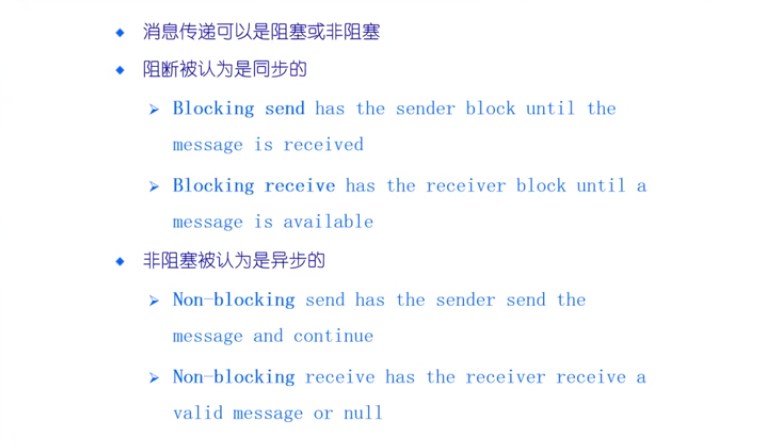 消息传递可以是阻塞或非阻塞
阻断被认为是同步的
Blocking send has the sender block until the
message is received
Blocking receive has the receiver block until a
message is available
非阻塞被认为是异步的
Non-blocking send has the sender send the
message and continue
Non-blocking receive has the receiver receive a
valid message or null